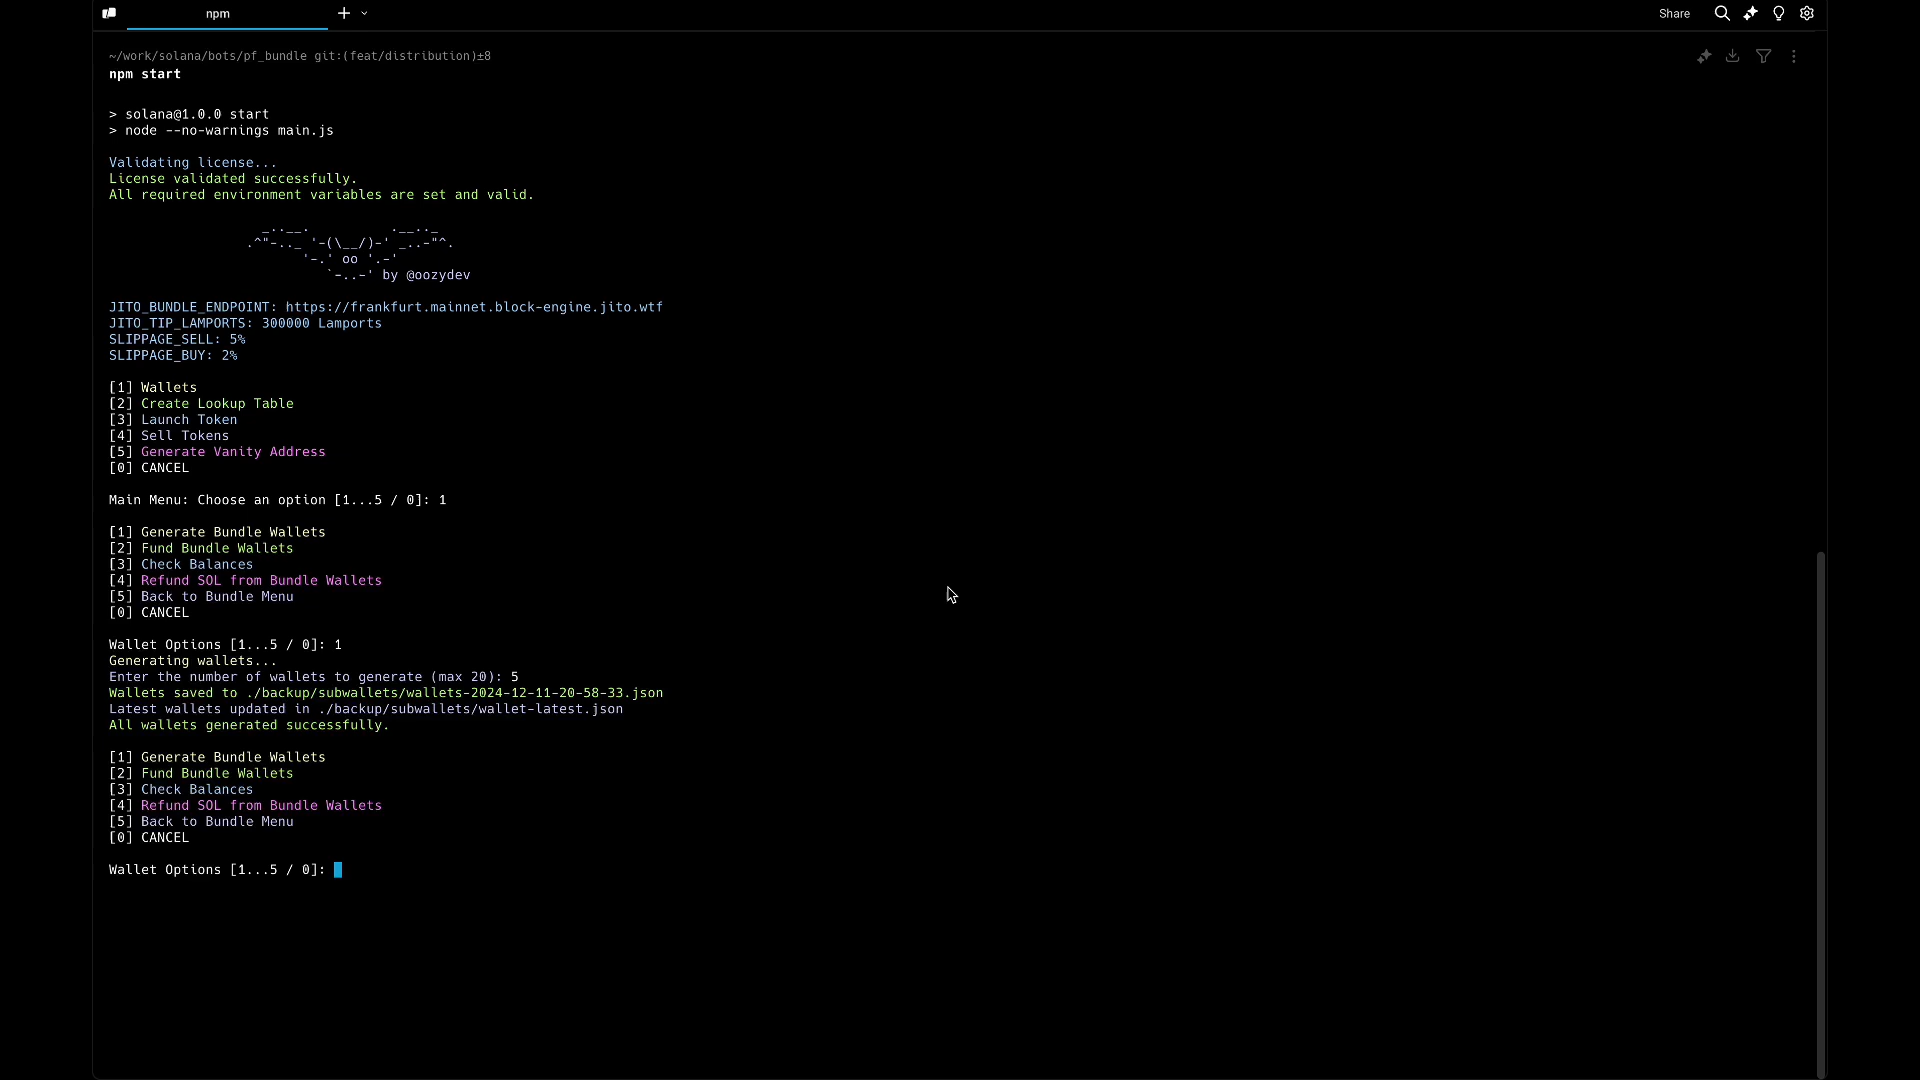 npm
Share
~/work/solana/bots/pf_bundle git:(feat/distribution)±8
npm start
> solana@1.0.0 start
> node --no-warnings main.js
Validating license...
License validated successfully.
All required environment variables are set and valid.
_..__.          .__.._
.^"-.._ '-(\__/)-' _..-"^.
'-.' oo '.-'
`-..-' by @oozydev
JITO_BUNDLE_ENDPOINT: https://frankfurt.mainnet.block-engine.jito.wtf
JITO_TIP_LAMPORTS: 300000 Lamports
SLIPPAGE_SELL: 5%
SLIPPAGE_BUY: 2%
[1] Wallets
[2] Create Lookup Table
[3] Launch Token
[4] Sell Tokens
[5] Generate Vanity Address
[0] CANCEL
Main Menu: Choose an option [1...5 / 0]: 1
[1] Generate Bundle Wallets
[2] Fund Bundle Wallets
[3] Check Balances
[4] Refund SOL from Bundle Wallets
[5] Back to Bundle Menu
[0] CANCEL
Wallet Options [1...5 / 0]: 1
Generating wallets...
Enter the number of wallets to generate (max 20): 5
Wallets saved to ./backup/subwallets/wallets-2024-12-11-20-58-33.json
Latest wallets updated in ./backup/subwallets/wallet-latest.json
All wallets generated successfully.
[1] Generate Bundle Wallets
[2] Fund Bundle Wallets
[3] Check Balances
[4] Refund SOL from Bundle Wallets
[5] Back to Bundle Menu
[0] CANCEL
Wallet Options [1...5 / 0]: